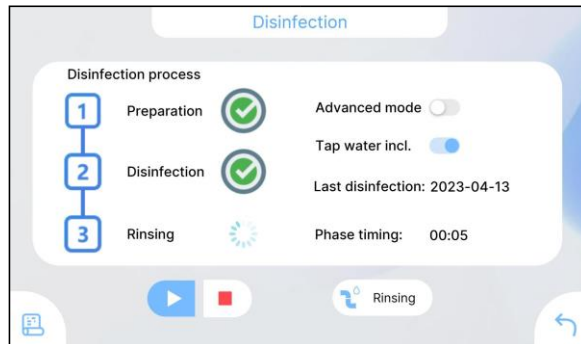 Disinfection
Disinfection process
1 Preparation
Advanced mode
Tap water incl.
2 Disinfection
Last disinfection: 2023-04-13
3 Rinsing
Phase timing: 00:05
Rinsing